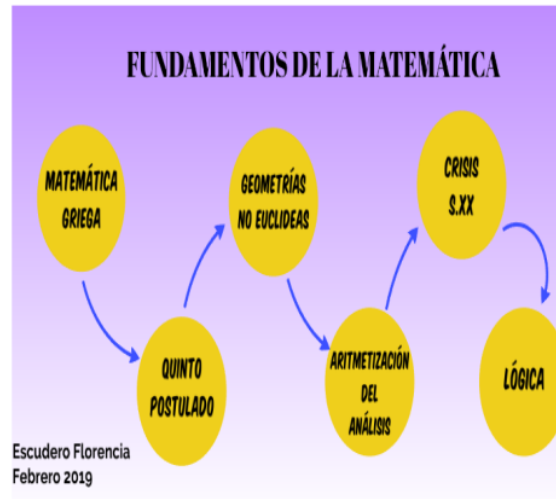 FUNDAMENTOS DE LA MATEMÁTICA
MATEMÁTICA
GRIEGA
QUINTO
POSTULADO
GEOMETRÍAS
NO EUCLIDEAS
ARITMETIZACIÓN
DEL
ANÁLISIS
CRISIS
S.XX
LÓGICA
Escudero Florencia
Febrero 2019